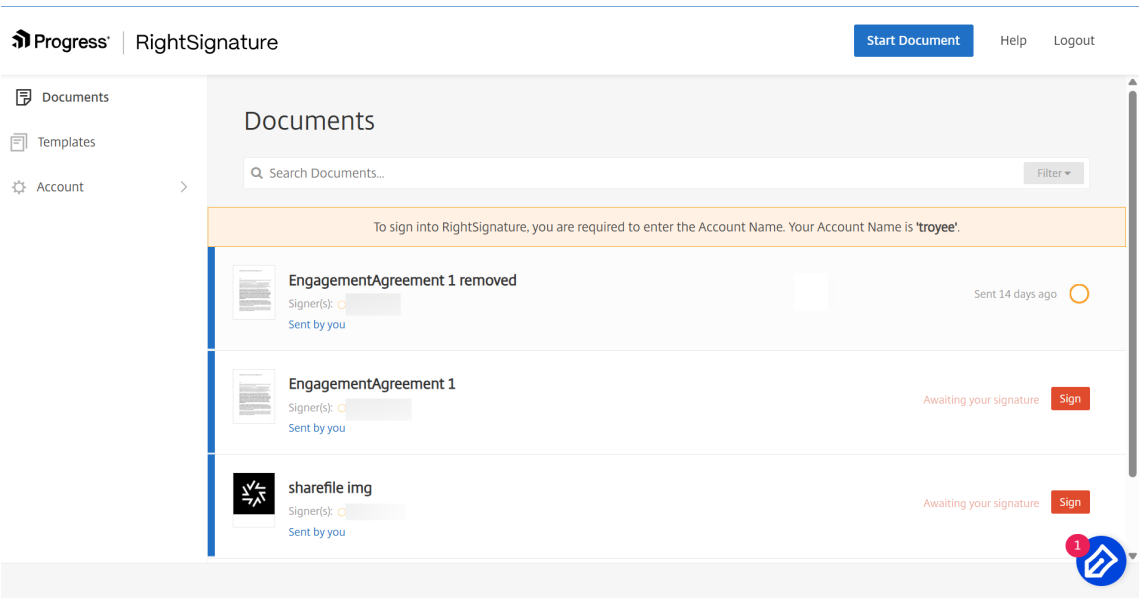 Progress® RightSignature
Start Document
Help
Logout
Documents
Templates
Account
Documents
Search Documents...
Filter
To sign into RightSignature, you are required to enter the Account Name. Your Account Name is 'troyee'.
EngagementAgreement 1 removed
Signer(s):
Sent by you
Sent 14 days ago
EngagementAgreement 1
Signer(s):
Sent by you
Awaiting your signature
Sign
sharefile img
Signer(s):
Sent by you
Awaiting your signature
Sign
1